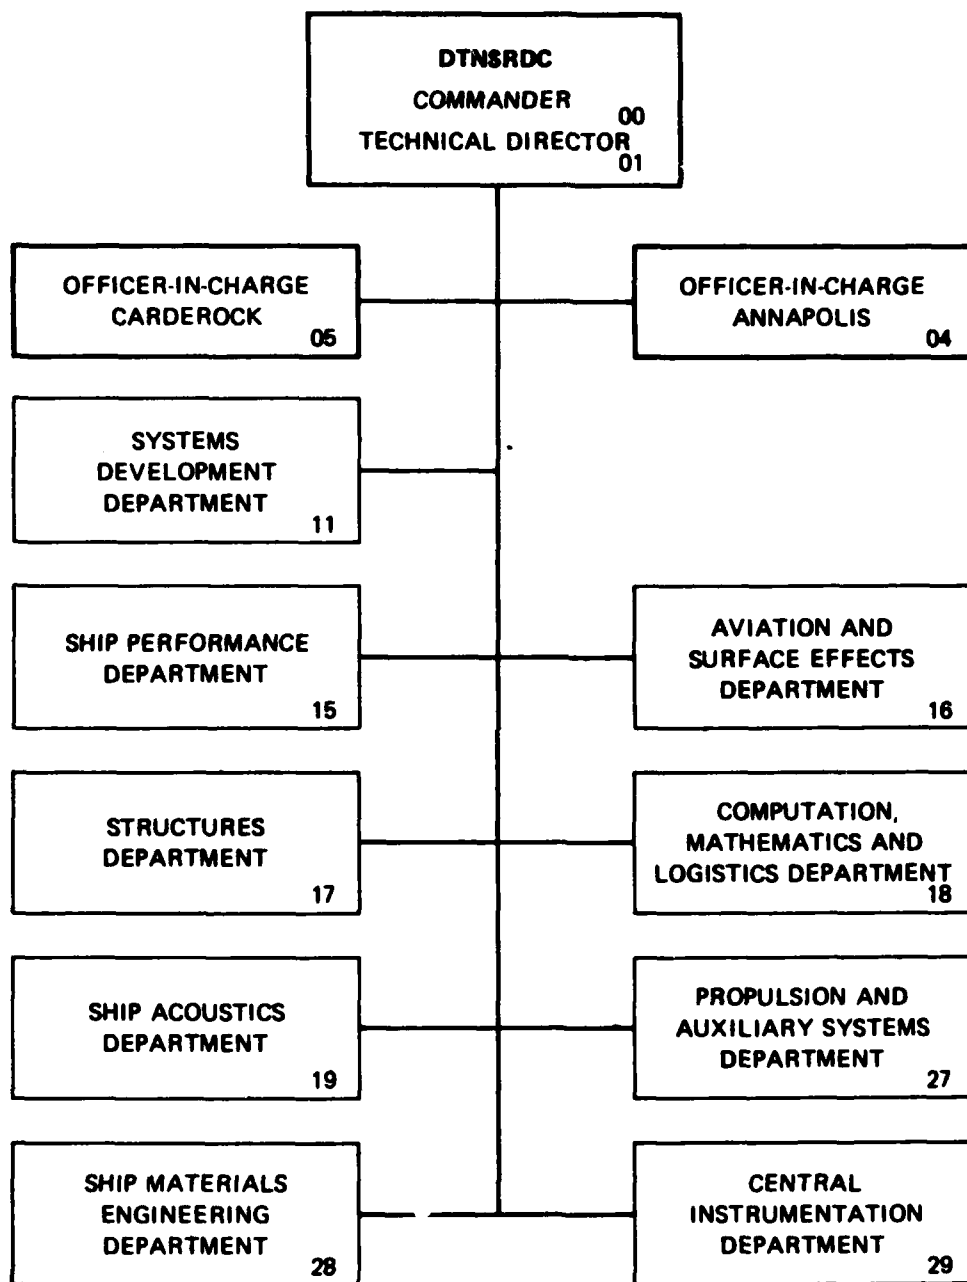 DTNSRDC
COMMANDER
00
TECHNICAL DIRECTOR
01
OFFICER-IN-CHARGE
CARDEROCK
05
OFFICER-IN-CHARGE
ANNAPOLIS
04
SYSTEMS
DEVELOPMENT
DEPARTMENT
11
SHIP PERFORMANCE
DEPARTMENT
15
AVIATION AND
SURFACE EFFECTS
DEPARTMENT
16
STRUCTURES
DEPARTMENT
17
COMPUTATION,
MATHEMATICS AND
LOGISTICS DEPARTMENT
18
SHIP ACOUSTICS
DEPARTMENT
19
PROPULSION AND
AUXILIARY SYSTEMS
DEPARTMENT
27
SHIP MATERIALS
ENGINEERING
DEPARTMENT
28
CENTRAL
INSTRUMENTATION
DEPARTMENT
29